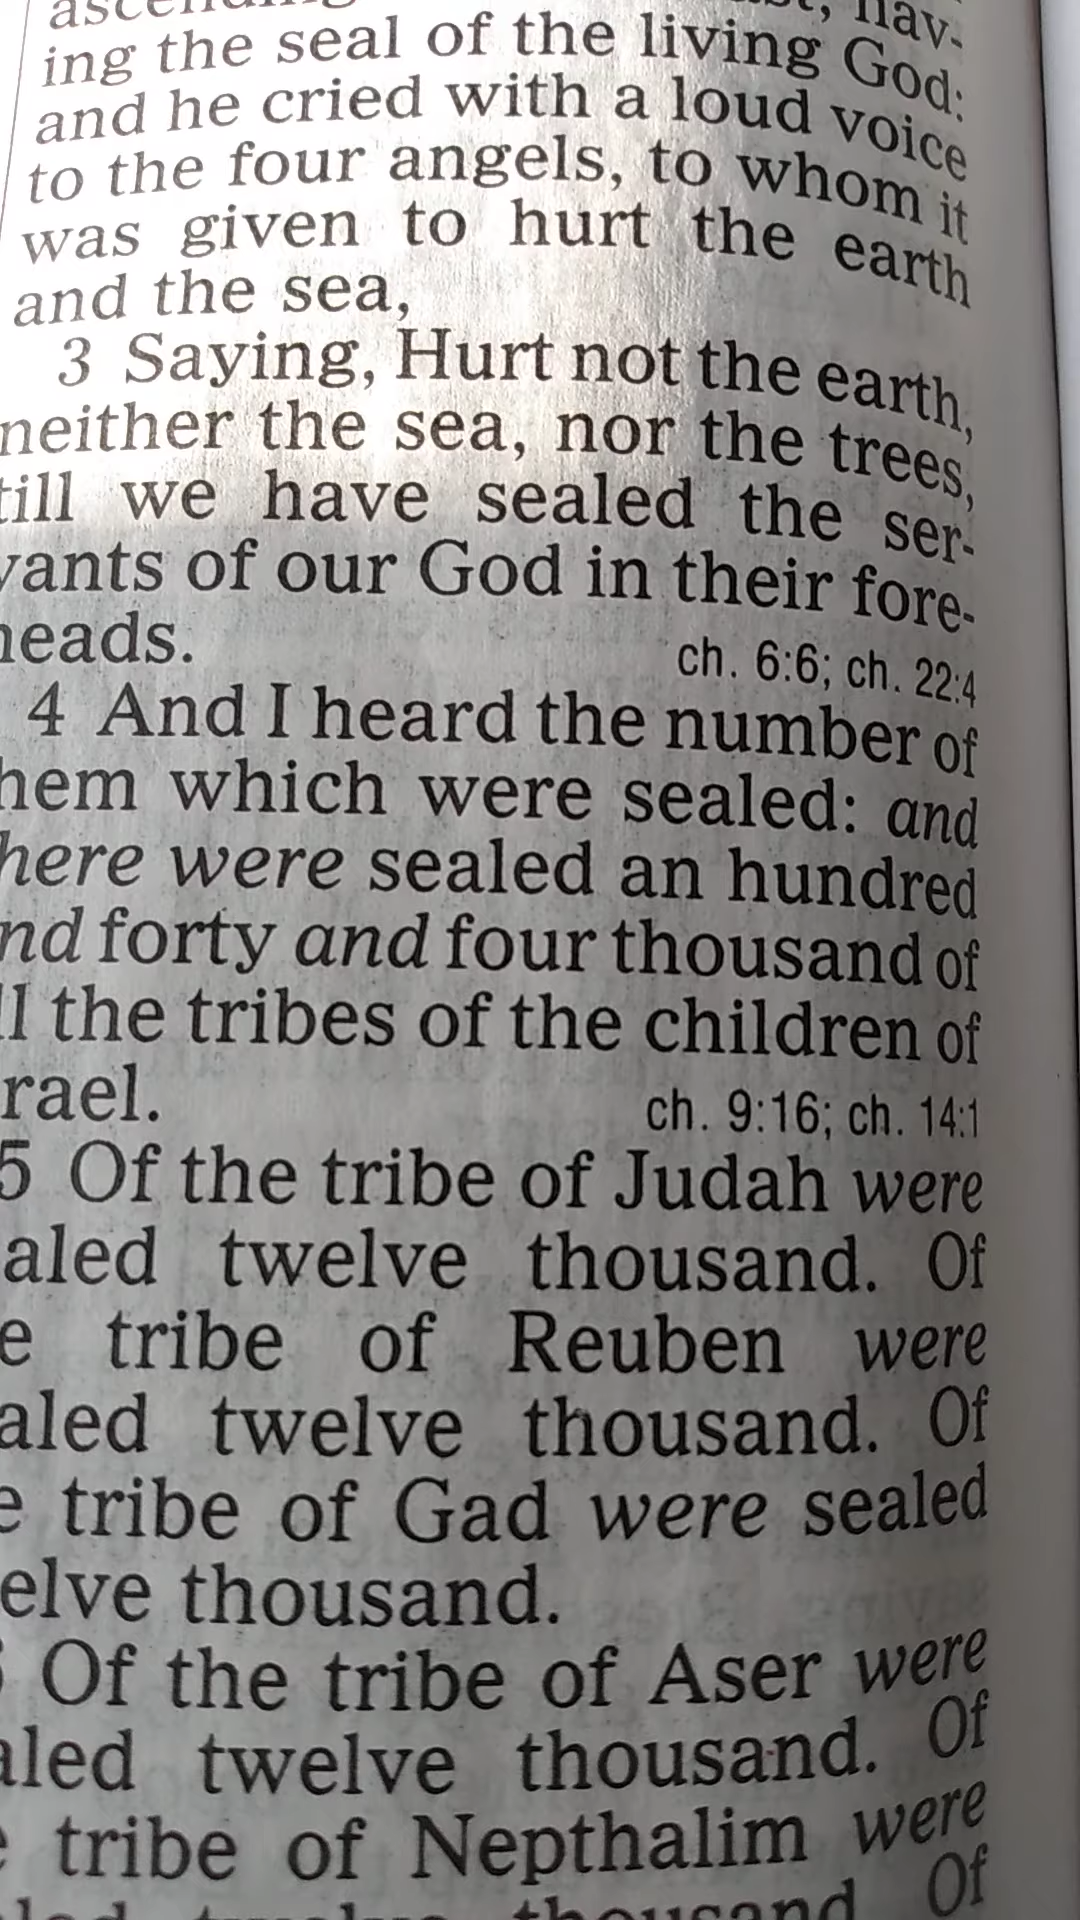 ascending
hav-
ing the seal of the living God:
and he cried with a loud voice
to the four angels, to whom it
was given to hurt the earth
and the sea,
3 Saying, Hurt not the earth,
neither the sea, nor the trees,
till we have sealed the ser-
vants of our God in their fore-
heads. ch. 6:6; ch. 22:4
4 And I heard the number of
hem which were sealed: and
here were sealed an hundred
nd forty and four thousand of
ll the tribes of the children of
rael. ch. 9:16; ch. 14:1
5 Of the tribe of Judah were
aled twelve thousand. Of
e tribe of Reuben were
aled twelve thousand. Of
e tribe of Gad were sealed
elve thousand.
Of the tribe of Aser were
aled twelve thousand. Of
tribe of Nepthalim were
twelve thousand Of